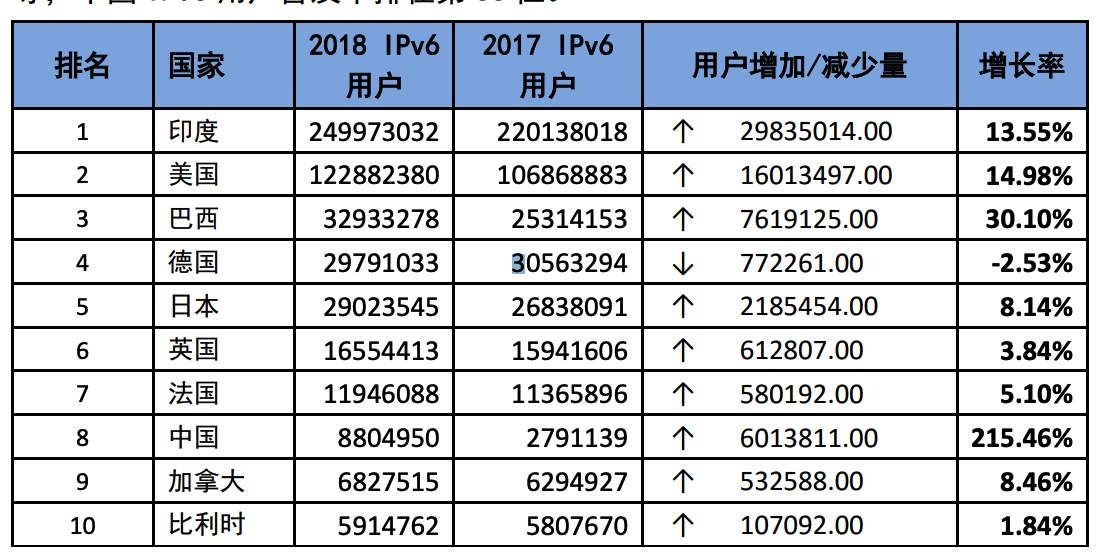 排名 国家 2018 IPv6 用户 2017 IPv6 用户 用户增加/减少量 增长率
1 印度 249973032 220138018 ↑ 29835014.00 13.55%
2 美国 122882380 106868883 ↑ 16013497.00 14.98%
3 巴西 32933278 25314153 ↑ 7619125.00 30.10%
4 德国 29791033 30563294 ↓ 772261.00 -2.53%
5 日本 29023545 26838091 ↑ 2185454.00 8.14%
6 英国 16554413 15941606 ↑ 612807.00 3.84%
7 法国 11946088 11365896 ↑ 580192.00 5.10%
8 中国 8804950 2791139 ↑ 6013811.00 215.46%
9 加拿大 6827515 6294927 ↑ 532588.00 8.46%
10 比利时 5914762 5807670 ↑ 107092.00 1.84%